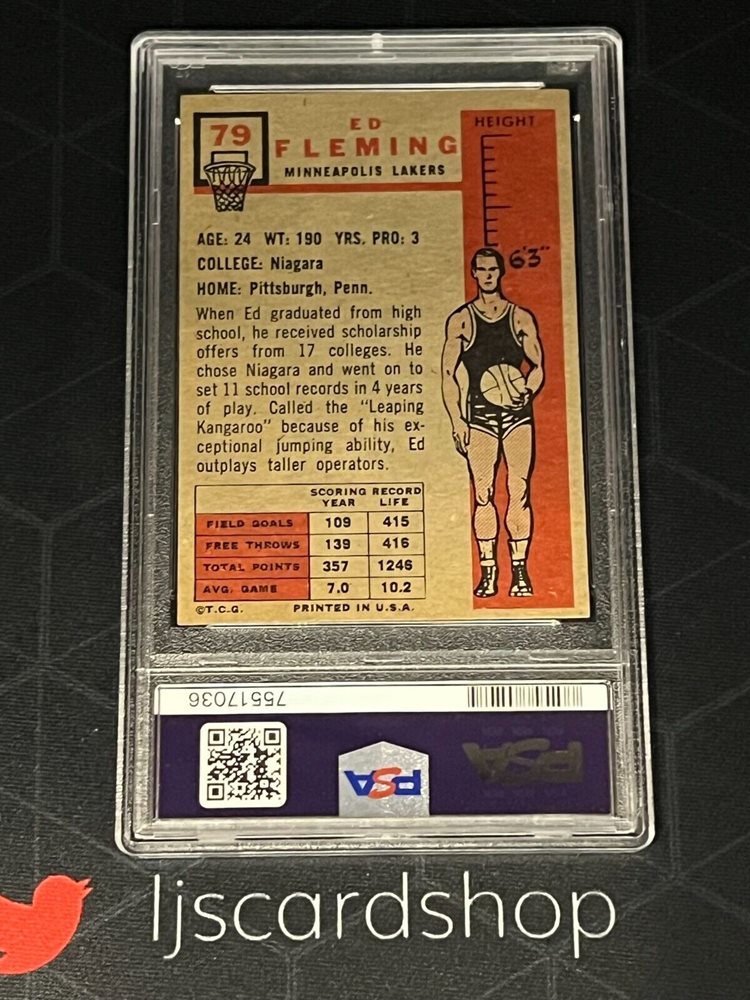 79
ED
FLEMING
MINNEAPOLIS LAKERS
HEIGHT
6'3"
AGE: 24 WT: 190 YRS. PRO: 3
COLLEGE: Niagara
HOME: Pittsburgh, Penn.
When Ed graduated from high
school, he received scholarship
offers from 17 colleges. He
chose Niagara and went on to
set 11 school records in 4 years
of play. Called the "Leaping
Kangaroo" because of his ex-
ceptional jumping ability, Ed
outplays taller operators.
SCORING RECORD
YEAR LIFE
FIELD GOALS 109 415
FREE THROWS 139 416
TOTAL POINTS 357 1246
AVG. GAME 7.0 10.2
©T.C.G. PRINTED IN U.S.A.
75517036
PSA
PSA
ljscardshop